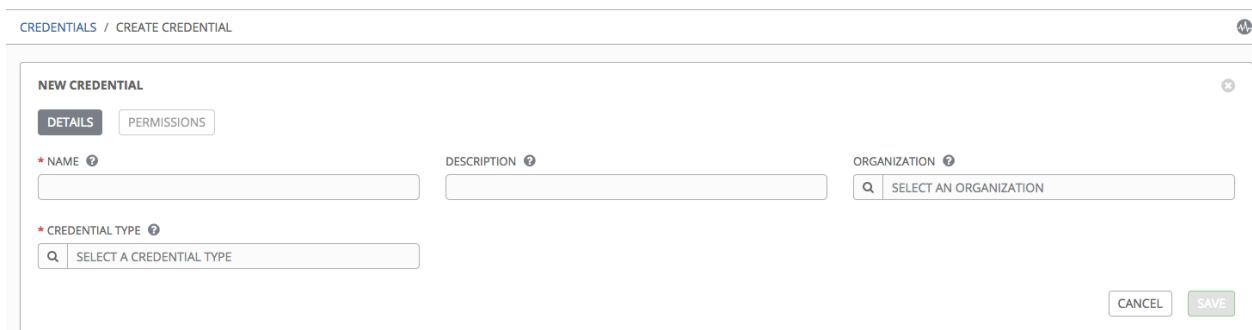 CREDENTIALS / CREATE CREDENTIAL
NEW CREDENTIAL
DETAILS PERMISSIONS
* NAME ? DESCRIPTION ? ORGANIZATION ?
SELECT AN ORGANIZATION
* CREDENTIAL TYPE ?
SELECT A CREDENTIAL TYPE
CANCEL SAVE